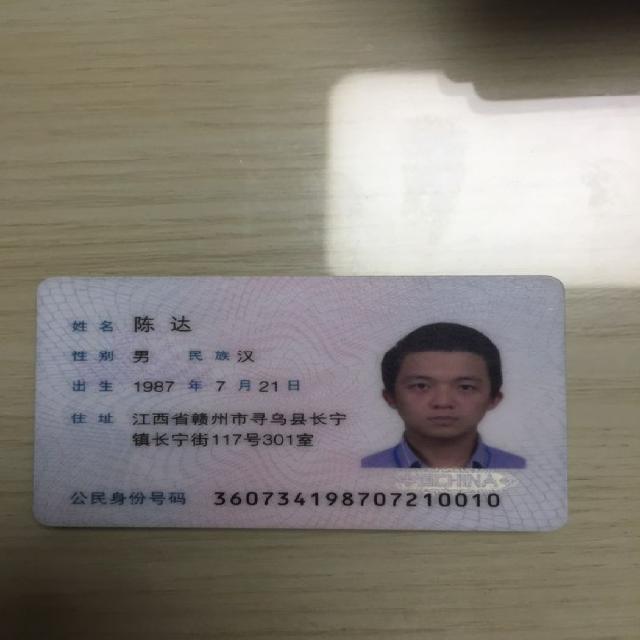 姓名 陈达
性别 男 民族 汉
出生 1987 年 7 月 21 日
住址 江西省赣州市寻乌县长宁
镇长宁街117号301室
CHINA
公民身份号码 360734198707210010